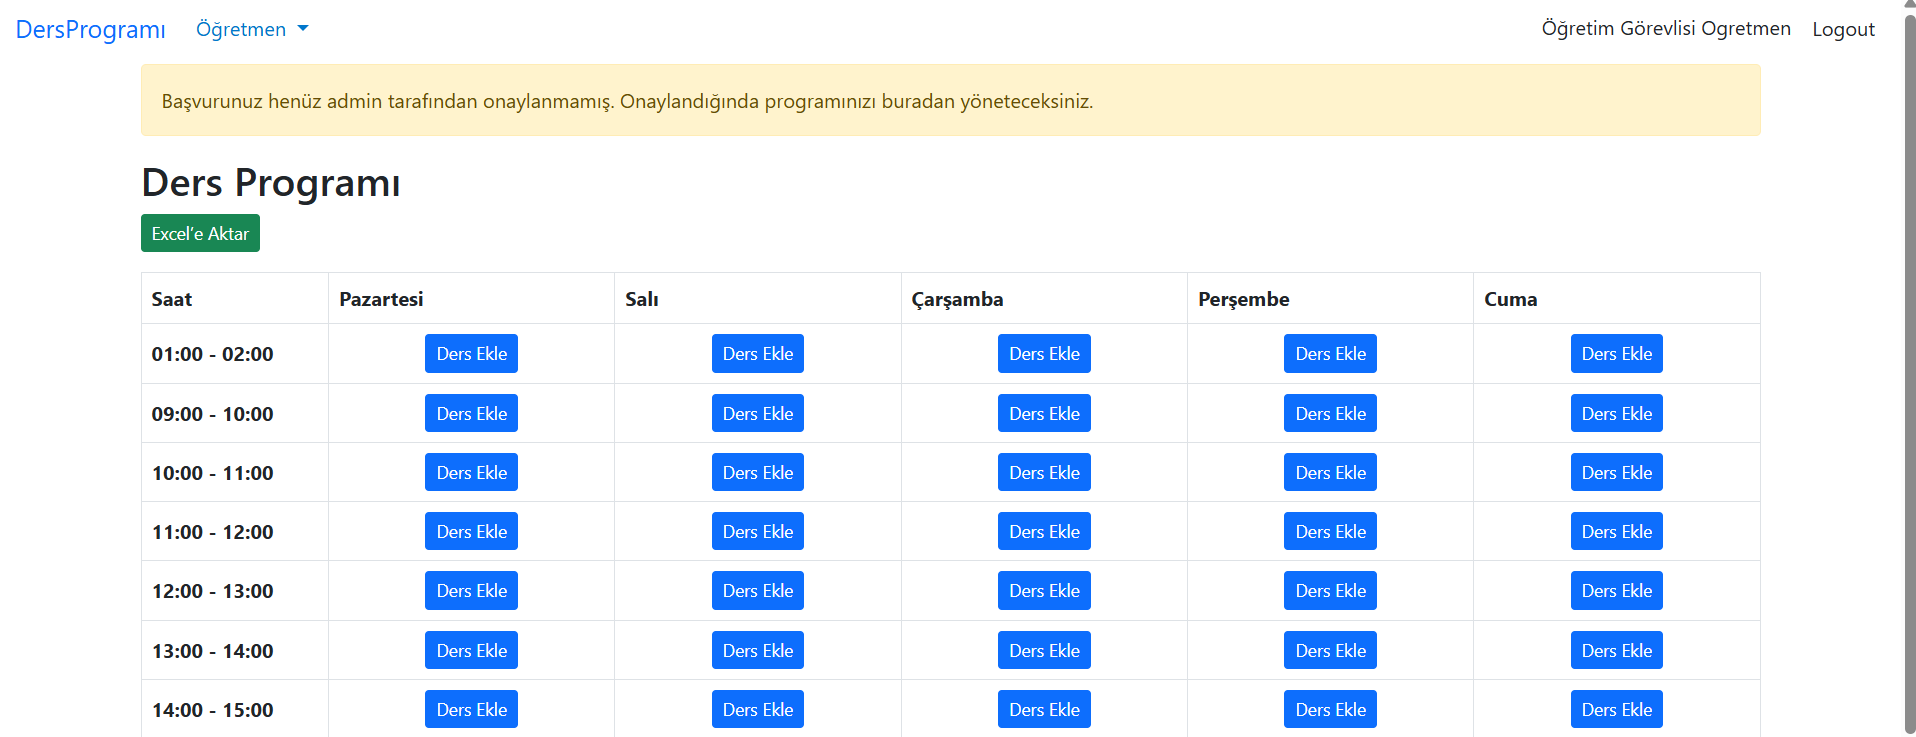 DersProgramı Öğretmen Öğretim Görevlisi Ogretmen Logout
Başvurunuz henüz admin tarafından onaylanmamış. Onaylandığında programınızı buradan yöneteceksiniz.
Ders Programı
Excel’e Aktar
Saat Pazartesi Salı Çarşamba Perşembe Cuma
01:00 - 02:00 Ders Ekle Ders Ekle Ders Ekle Ders Ekle Ders Ekle
09:00 - 10:00 Ders Ekle Ders Ekle Ders Ekle Ders Ekle Ders Ekle
10:00 - 11:00 Ders Ekle Ders Ekle Ders Ekle Ders Ekle Ders Ekle
11:00 - 12:00 Ders Ekle Ders Ekle Ders Ekle Ders Ekle Ders Ekle
12:00 - 13:00 Ders Ekle Ders Ekle Ders Ekle Ders Ekle Ders Ekle
13:00 - 14:00 Ders Ekle Ders Ekle Ders Ekle Ders Ekle Ders Ekle
14:00 - 15:00 Ders Ekle Ders Ekle Ders Ekle Ders Ekle Ders Ekle